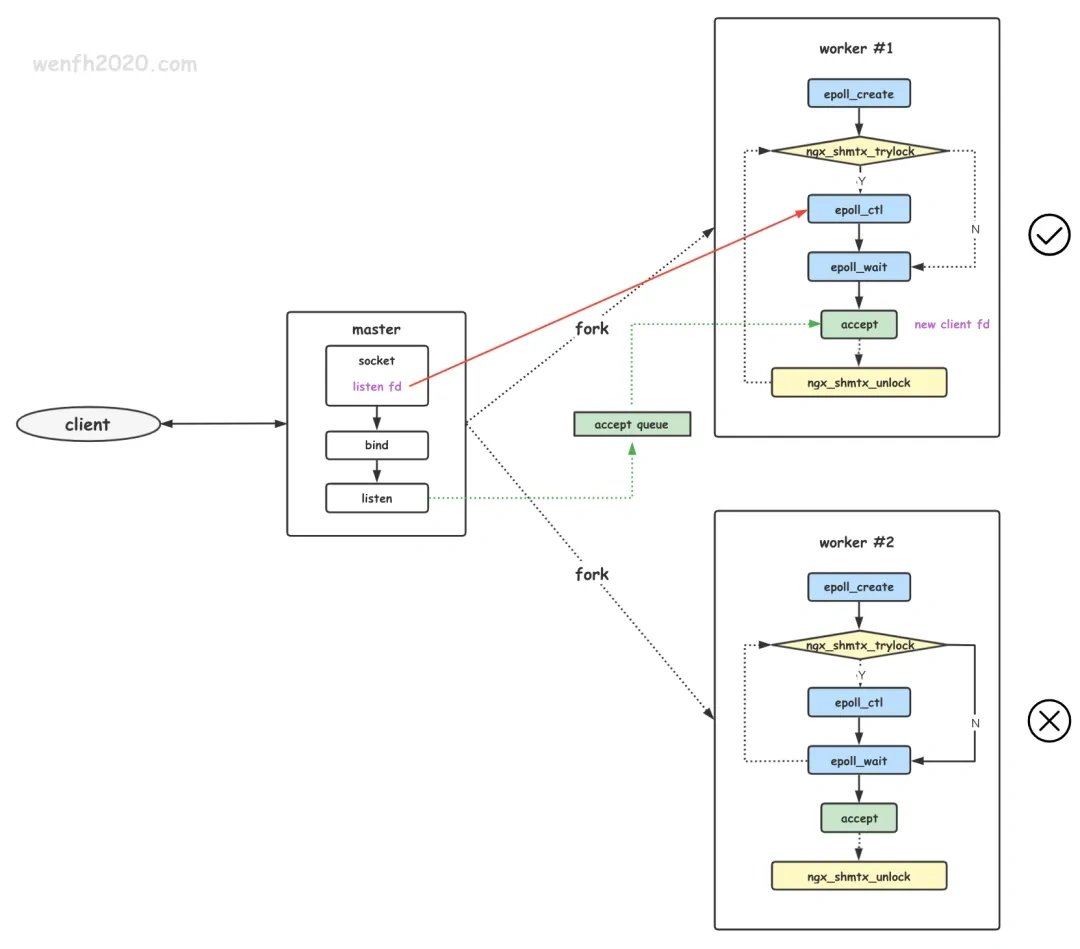 wenfh2020.com
client
master
socket
listen fd
bind
listen
fork
fork
accept queue
worker #1
epoll_create
ngx_shmtx_trylock
Y
epoll_ctl
N
epoll_wait
accept
new client fd
ngx_shmtx_unlock
worker #2
epoll_create
ngx_shmtx_trylock
Y
epoll_ctl
N
epoll_wait
accept
ngx_shmtx_unlock